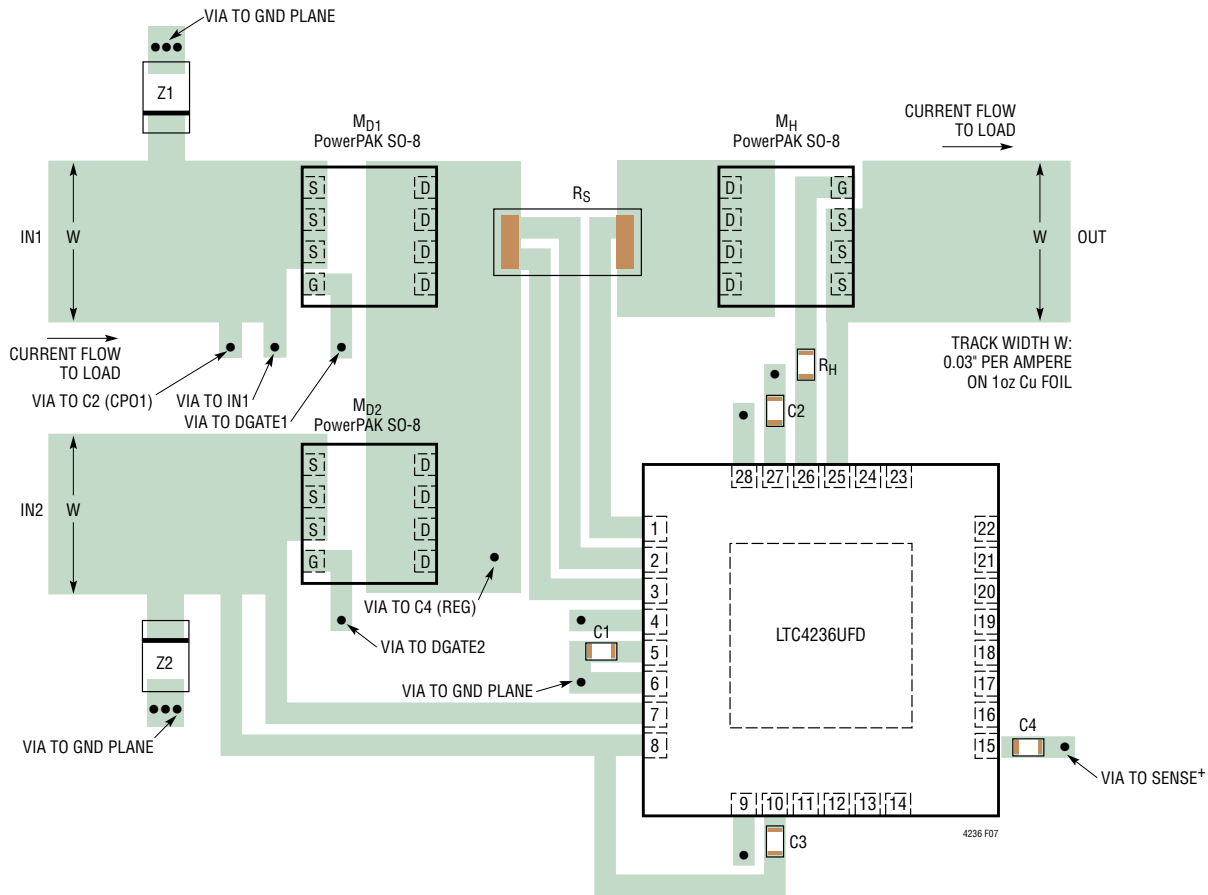 VIA TO GND PLANE
Z1
MD1
PowerPAK SO-8
MH
PowerPAK SO-8
CURRENT FLOW
TO LOAD
S
S
S
G
D
D
D
D
RS
D
D
D
D
G
S
S
S
IN1
W
W
OUT
CURRENT FLOW
TO LOAD
VIA TO C2 (CPO1)
VIA TO IN1
VIA TO DGATE1
TRACK WIDTH W:
0.03" PER AMPERE
ON 1oz Cu FOIL
RH
C2
MD2
PowerPAK SO-8
S
S
S
G
D
D
D
D
IN2
W
VIA TO C4 (REG)
VIA TO DGATE2
Z2
VIA TO GND PLANE
C1
VIA TO GND PLANE
28 27 26 25 24 23
1
2
3
4
5
6
7
8
LTC4236UFD
22
21
20
19
18
17
16
15
9 10 11 12 13 14
C4
VIA TO SENSE+
C3
4236 F07